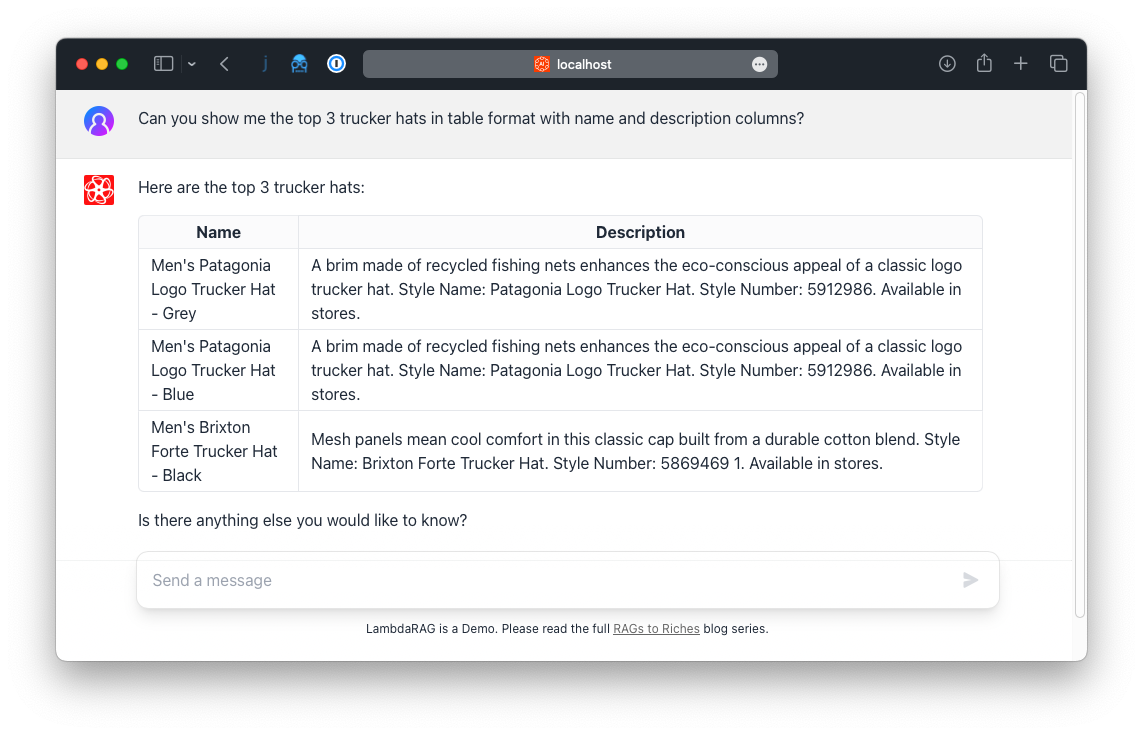 localhost
Can you show me the top 3 trucker hats in table format with name and description columns?
Here are the top 3 trucker hats:
Name
Description
Men's Patagonia
Logo Trucker Hat
- Grey
A brim made of recycled fishing nets enhances the eco-conscious appeal of a classic logo
trucker hat. Style Name: Patagonia Logo Trucker Hat. Style Number: 5912986. Available in
stores.
Men's Patagonia
Logo Trucker Hat
- Blue
A brim made of recycled fishing nets enhances the eco-conscious appeal of a classic logo
trucker hat. Style Name: Patagonia Logo Trucker Hat. Style Number: 5912986. Available in
stores.
Men's Brixton
Forte Trucker Hat
- Black
Mesh panels mean cool comfort in this classic cap built from a durable cotton blend. Style
Name: Brixton Forte Trucker Hat. Style Number: 5869469 1. Available in stores.
Is there anything else you would like to know?
Send a message
LambdaRAG is a Demo. Please read the full RAGs to Riches blog series.